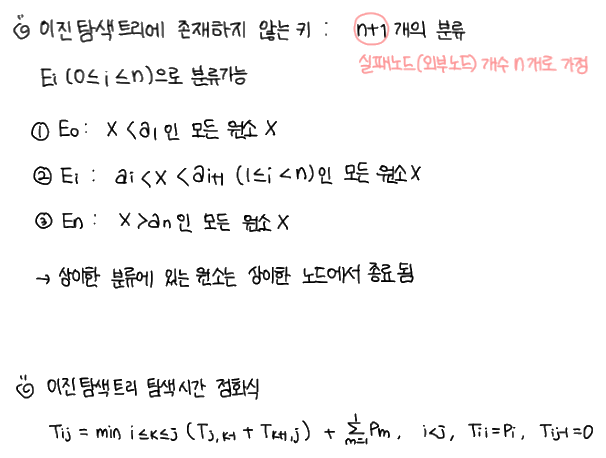 이진 탐색 트리에 존재하지 않는 키 : n+1 개의 분류
실패노드(외부노드) 개수 n 개로 가정
Ei (0≤i≤n)으로 분류가능
① E0 : X < a1 인 모든 원소 X
② Ei : ai < X < ai+1 (1≤i<n)인 모든 원소 X
③ En : X > an 인 모든 원소 X
→ 상이한 분류에 있는 원소는 상이한 노드에서 종료됨
이진탐색트리 탐색시간 점화식
Tij = min i≤k≤j (Tj,k-1 + Tk+1,j) + ∑ m=1 Pm, i<j, Tii=Pi, Tij-1=0